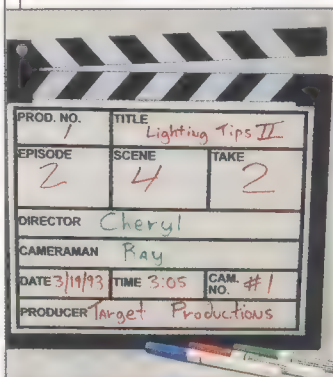 PROD. NO. 1 TITLE Lighting Tips II
EPISODE 2 SCENE 4 TAKE 2
DIRECTOR Cheryl
CAMERAMAN Ray
DATE 3/19/93 TIME 3:05 CAM. NO. #1
PRODUCER Target Productions